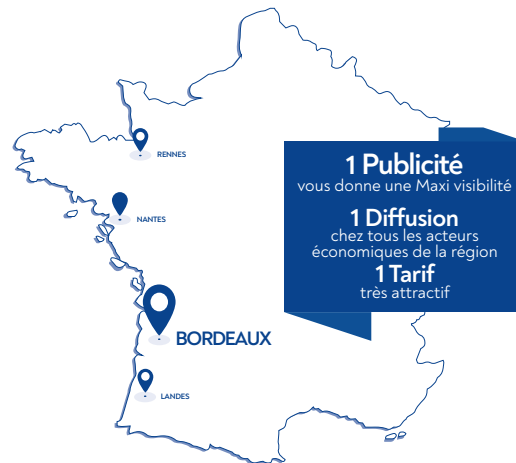 RENNES
1 Publicité
vous donne une Maxi visibilité
NANTES
1 Diffusion
chez tous les acteurs
économiques de la région
1 Tarif
très attractif
BORDEAUX
LANDES